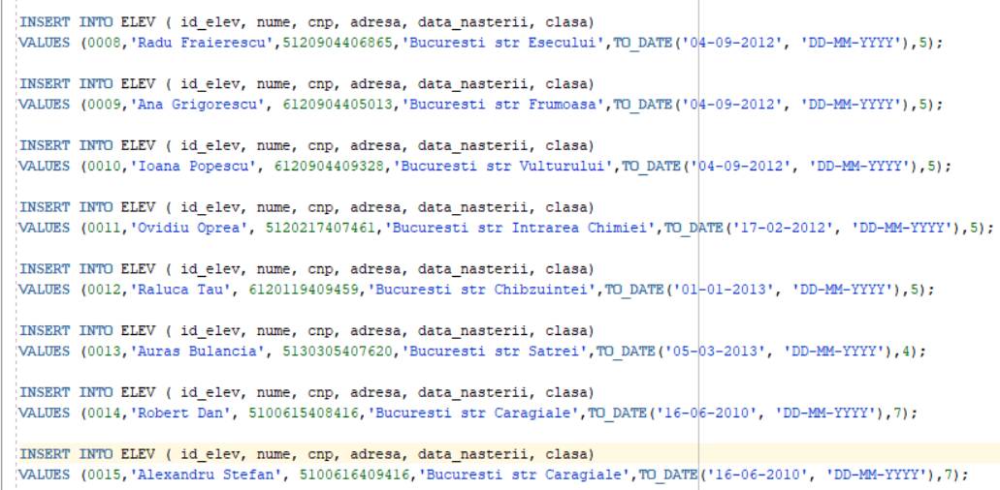 INSERT INTO ELEV ( id_elev, nume, cnp, adresa, data_nasterii, clasa)
VALUES (0008,'Radu Fraierescu',5120904406865,'Bucuresti str Esecului',TO_DATE('04-09-2012', 'DD-MM-YYYY'),5);
INSERT INTO ELEV ( id_elev, nume, cnp, adresa, data_nasterii, clasa)
VALUES (0009,'Ana Grigorescu', 6120904405013,'Bucuresti str Frumoasa',TO_DATE('04-09-2012', 'DD-MM-YYYY'),5);
INSERT INTO ELEV ( id_elev, nume, cnp, adresa, data_nasterii, clasa)
VALUES (0010,'Ioana Popescu', 6120904409328,'Bucuresti str Vulturului',TO_DATE('04-09-2012', 'DD-MM-YYYY'),5);
INSERT INTO ELEV ( id_elev, nume, cnp, adresa, data_nasterii, clasa)
VALUES (0011,'Ovidiu Oprea', 5120217407461,'Bucuresti str Intrarea Chimiei',TO_DATE('17-02-2012', 'DD-MM-YYYY'),5);
INSERT INTO ELEV ( id_elev, nume, cnp, adresa, data_nasterii, clasa)
VALUES (0012,'Raluca Tau', 6120119409459,'Bucuresti str Chibzuintei',TO_DATE('01-01-2013', 'DD-MM-YYYY'),5);
INSERT INTO ELEV ( id_elev, nume, cnp, adresa, data_nasterii, clasa)
VALUES (0013,'Auras Bulancia', 5130305407620,'Bucuresti str Satrei',TO_DATE('05-03-2013', 'DD-MM-YYYY'),4);
INSERT INTO ELEV ( id_elev, nume, cnp, adresa, data_nasterii, clasa)
VALUES (0014,'Robert Dan', 5100615408416,'Bucuresti str Caragiale',TO_DATE('16-06-2010', 'DD-MM-YYYY'),7);
INSERT INTO ELEV ( id_elev, nume, cnp, adresa, data_nasterii, clasa)
VALUES (0015,'Alexandru Stefan', 5100616409416,'Bucuresti str Caragiale',TO_DATE('16-06-2010', 'DD-MM-YYYY'),7);